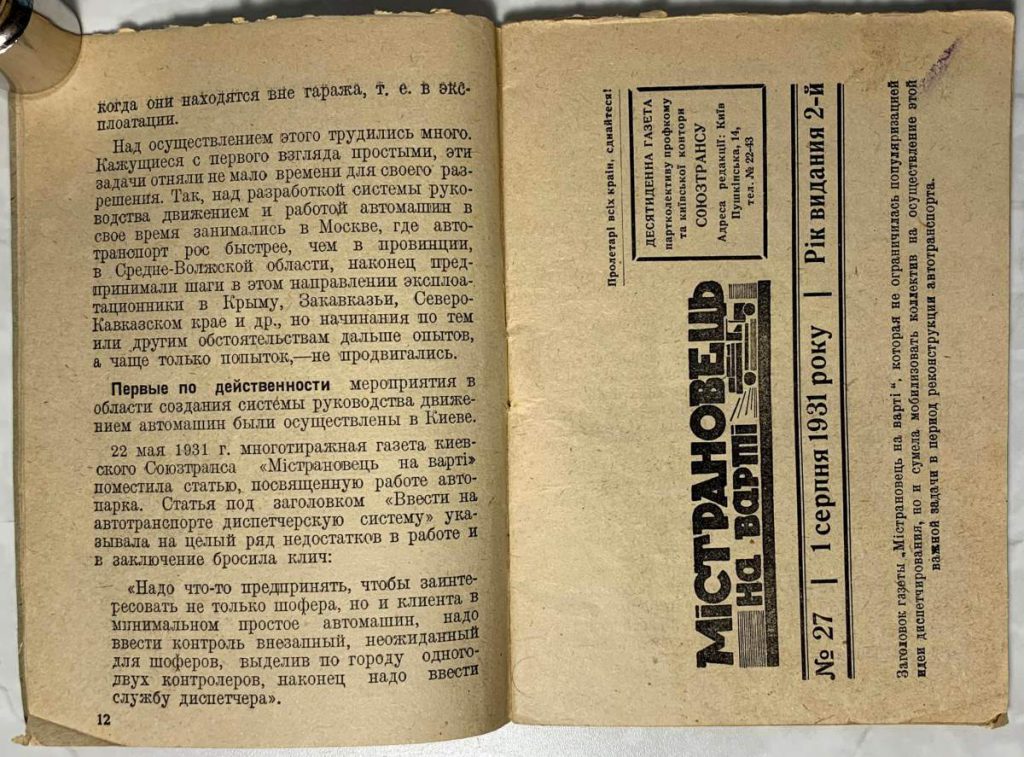 когда они находятся вне гаража, т. е. в экс-
плоатации.
Над осуществлением этого трудились много.
Кажущиеся с первого взгляда простыми, эти
задачи отняли не мало времени для своего раз-
решения. Так, над разработкой системы руко-
водства движением и работой автомашин в
свое время занимались в Москве, где авто-
транспорт рос быстрее, чем в провинции,
в Средне-Волжской области, наконец пред-
принимали шаги в этом направлении эксплоа-
тационники в Крыму, Закавказьи, Северо-
Кавказском крае и др., но начинания по тем
или другим обстоятельствам дальше опытов,
а чаще только попыток,—не продвигались.
Первые по действенности мероприятия в
области создания системы руководства движе-
нием автомашин были осуществлены в Киеве.
22 мая 1931 г. многотиражная газета киев-
ского Союзтранса «Містрановець на варті»
поместила статью, посвященную работе авто-
парка. Статья под заголовком «Ввести на
автотранспорте диспетчерскую систему» ука-
зывала на целый ряд недостатков в работе и
в заключение бросила клич:
«Надо что-то предпринять, чтобы заинте-
ресовать не только шофера, но и клиента в
минимальном простое автомашин, надо
ввести контроль внезапный, неожиданный
для шоферов, выделив по городу одного-
двух контролеров, наконец надо ввести
службу диспетчера».
12
Пролетарі всіх країн, єднайтеся!
МІСТРАНОВЕЦЬ
на варті
ДЕСЯТИДЕННА ГАЗЕТА
партколективу профкому
та київської контори
СОЮЗТРАНСУ
Адреса редакції: Київ
Пушкінська, 14,
тел. № 22-43
№ 27 | 1 серпня 1931 року | Рік видання 2-й
Заголовок газеты „Містрановець на варті“, которая не ограничилась популяризацией
идеи диспетчирования, но и сумела мобилизовать коллектив на осуществление этой
важной задачи в период реконструкции автотранспорта.